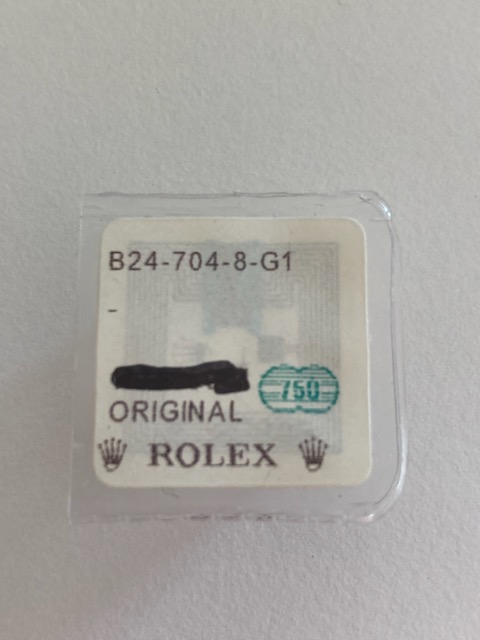 B24-704-8-G1
-
750
ORIGINAL
ROLEX